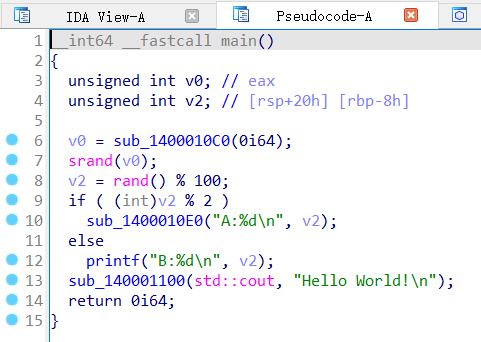 IDA View-A Pseudocode-A
1 __int64 __fastcall main()
2 {
3 unsigned int v0; // eax
4 unsigned int v2; // [rsp+20h] [rbp-8h]
5
6 v0 = sub_1400010C0(0i64);
7 srand(v0);
8 v2 = rand() % 100;
9 if ( (int)v2 % 2 )
10 sub_1400010E0("A:%d\n", v2);
11 else
12 printf("B:%d\n", v2);
13 sub_140001100(std::cout, "Hello World!\n");
14 return 0i64;
15 }